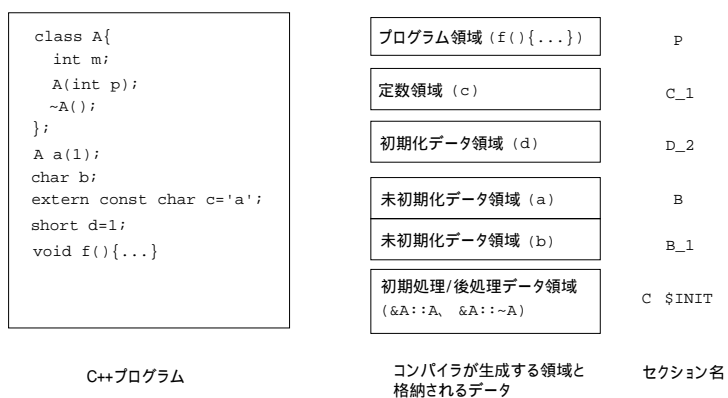 class A{
int m;
A(int p);
~A();
};
A a(1);
char b;
extern const char c='a';
short d=1;
void f(){...}
C++プログラム
プログラム領域 (f(){...})
P
定数領域 (c)
C_1
初期化データ領域 (d)
D_2
未初期化データ領域 (a)
B
未初期化データ領域 (b)
B_1
初期処理/後処理データ領域
(&A::A、 &A::~A)
C $INIT
コンパイラが生成する領域と
格納されるデータ
セクション名